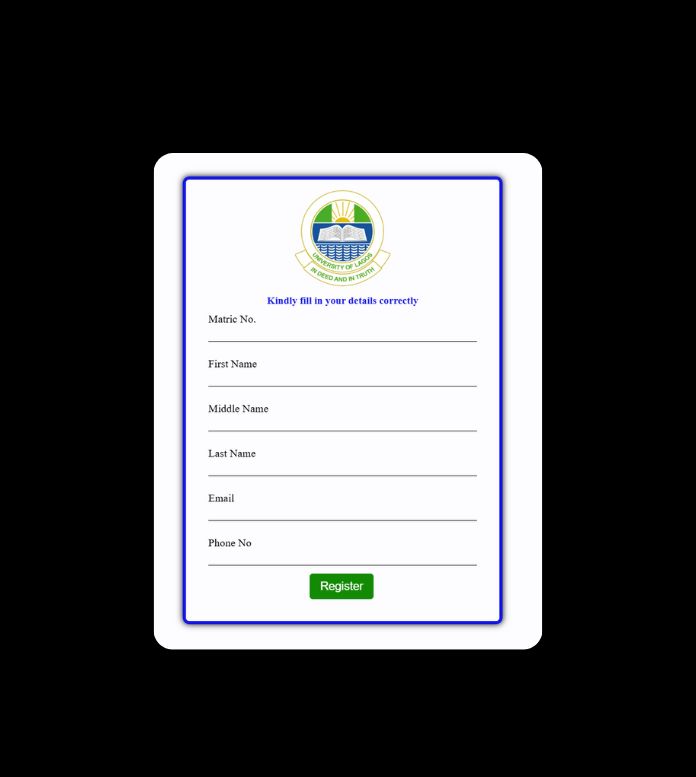 UNIVERSITY OF LAGOS
IN DEED AND IN TRUTH
Kindly fill in your details correctly
Matric No.
First Name
Middle Name
Last Name
Email
Phone No
Register